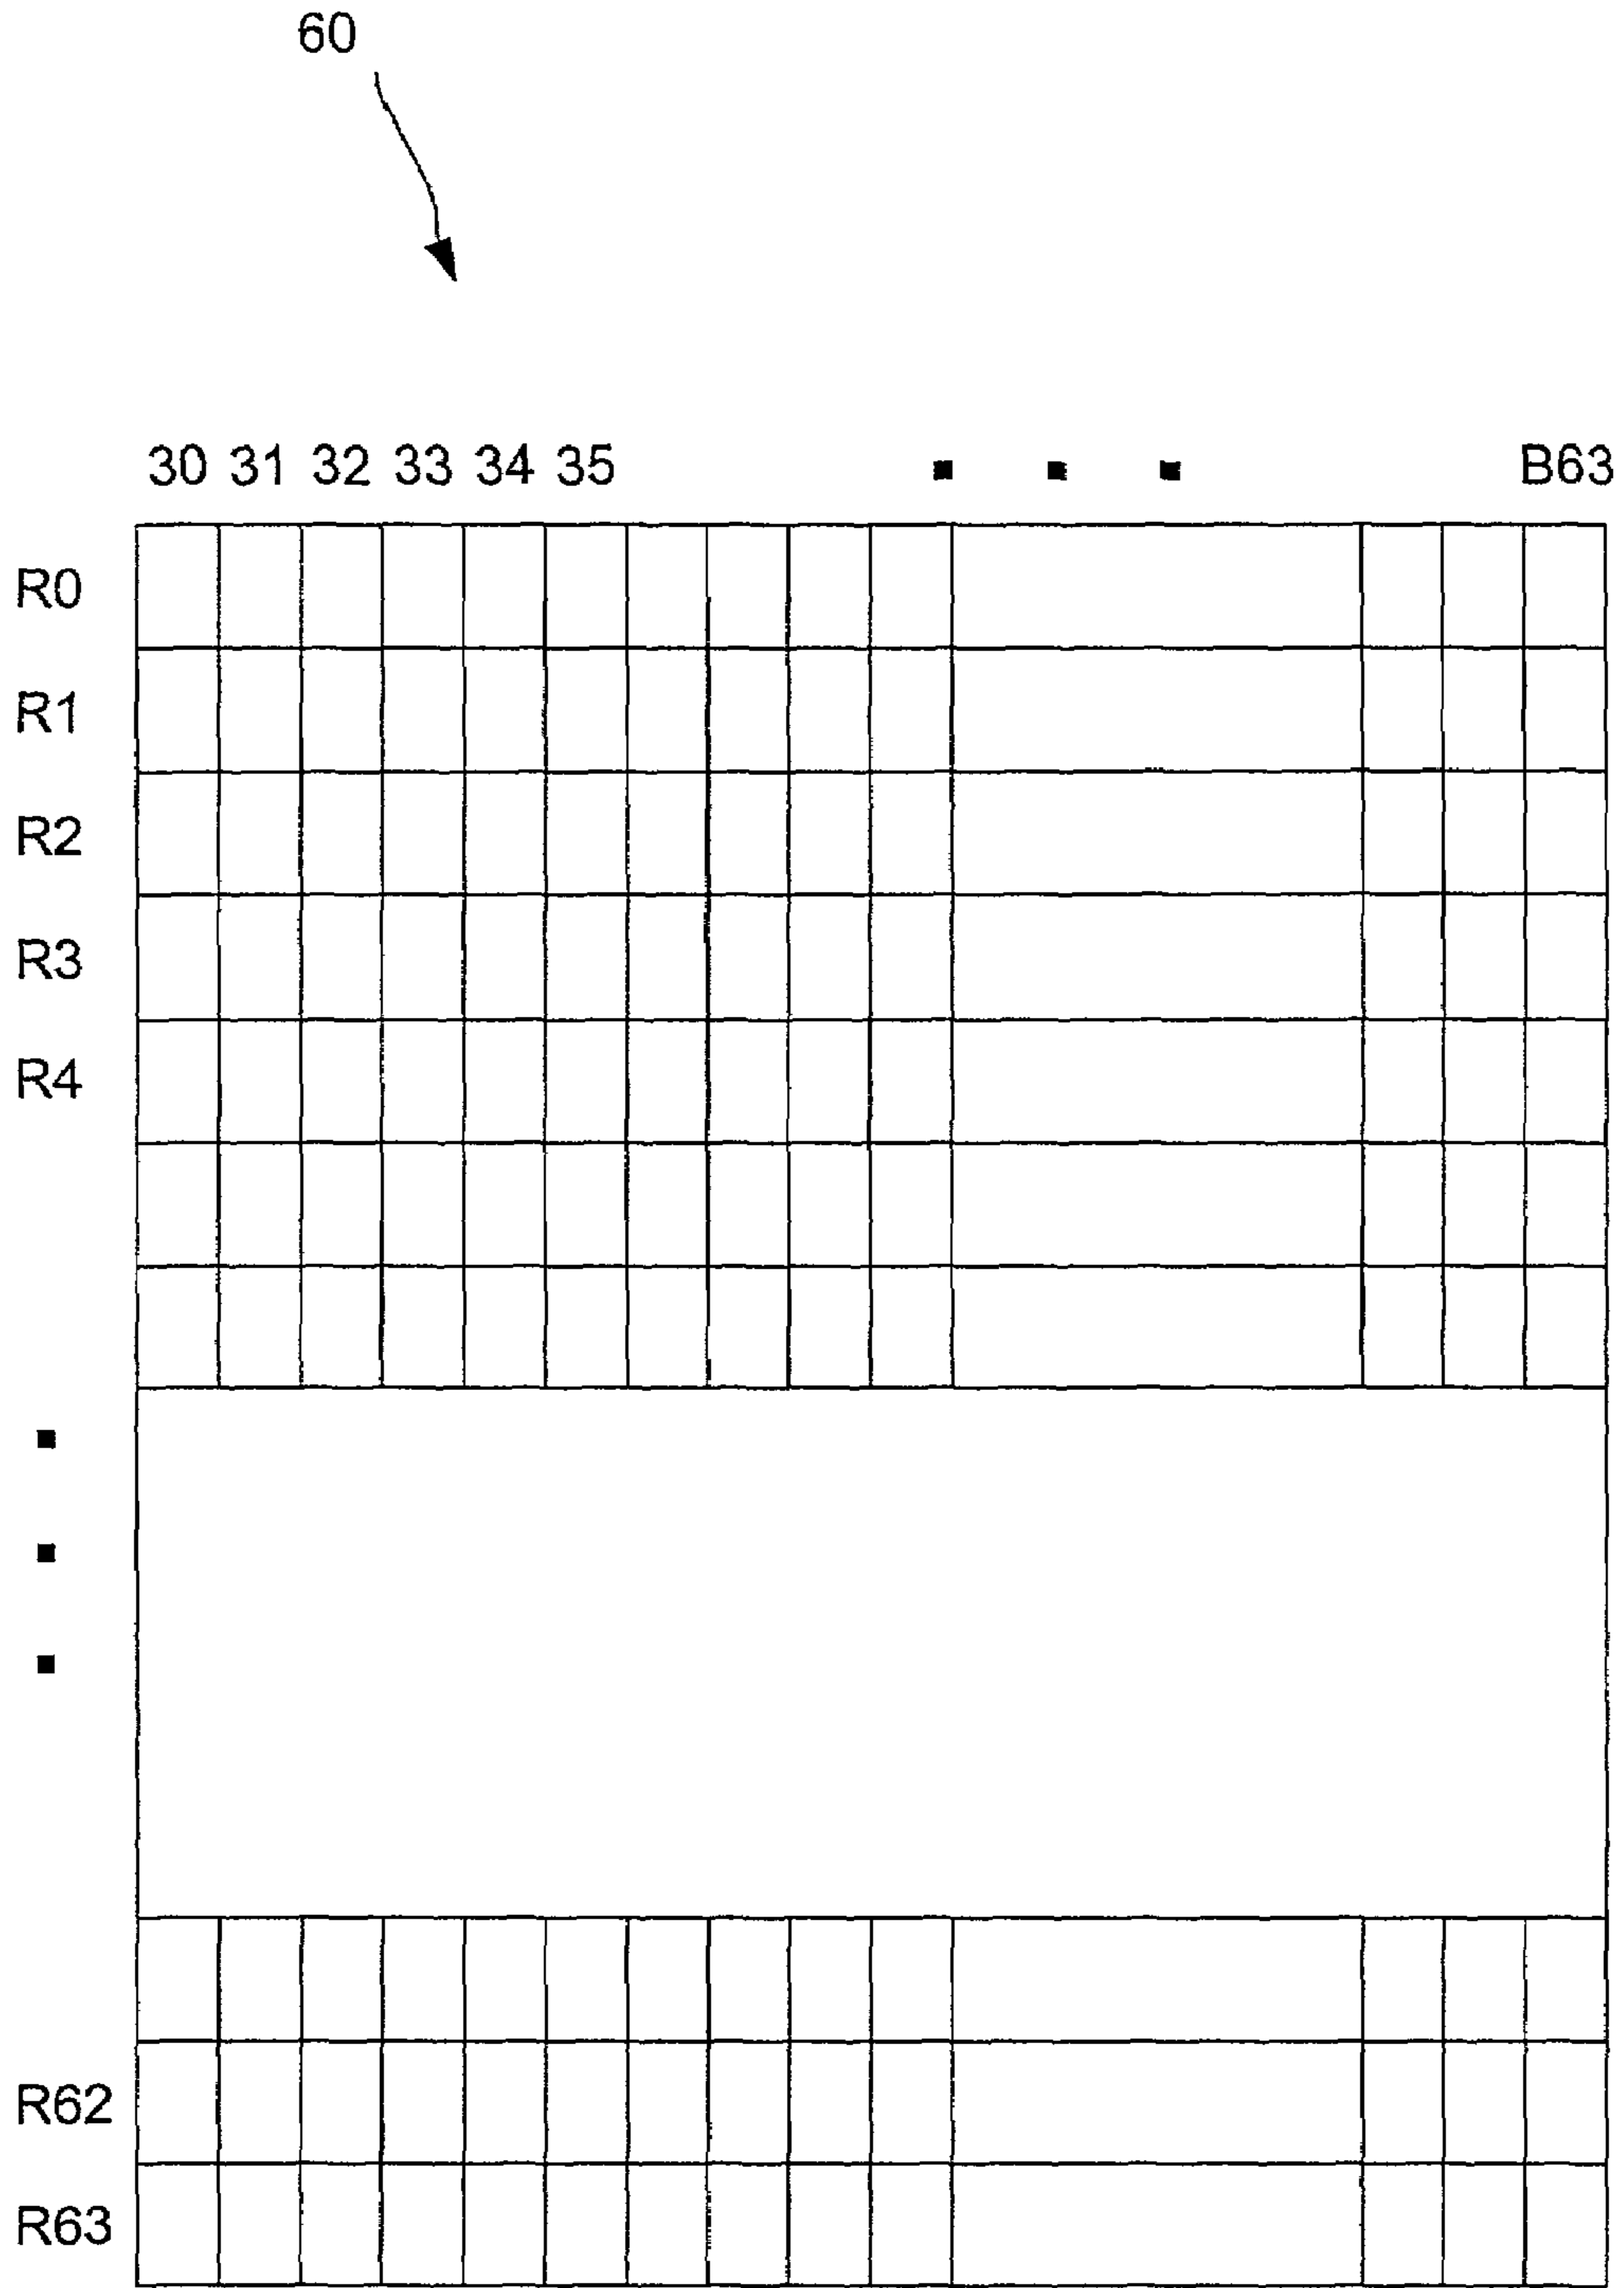 60
30 31 32 33 34 35 ▪ ▪ ▪ B63
R0
R1
R2
R3
R4
▪
▪
▪
R62
R63